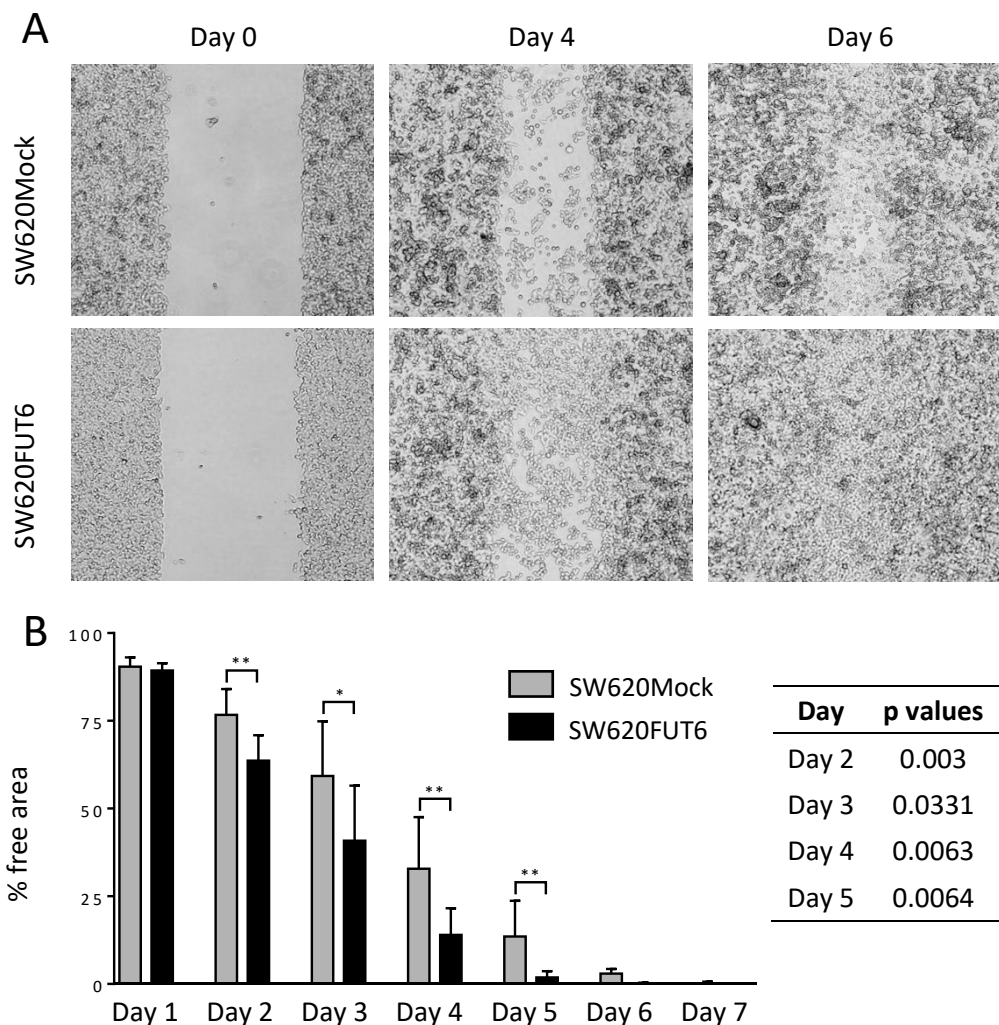 A
Day 0 Day 4 Day 6
SW620Mock
SW620FUT6
B
% free area
100
75
50
25
0
** * ** **
SW620Mock
SW620FUT6
Day 1 Day 2 Day 3 Day 4 Day 5 Day 6 Day 7
Day p values
Day 2 0.003
Day 3 0.0331
Day 4 0.0063
Day 5 0.0064